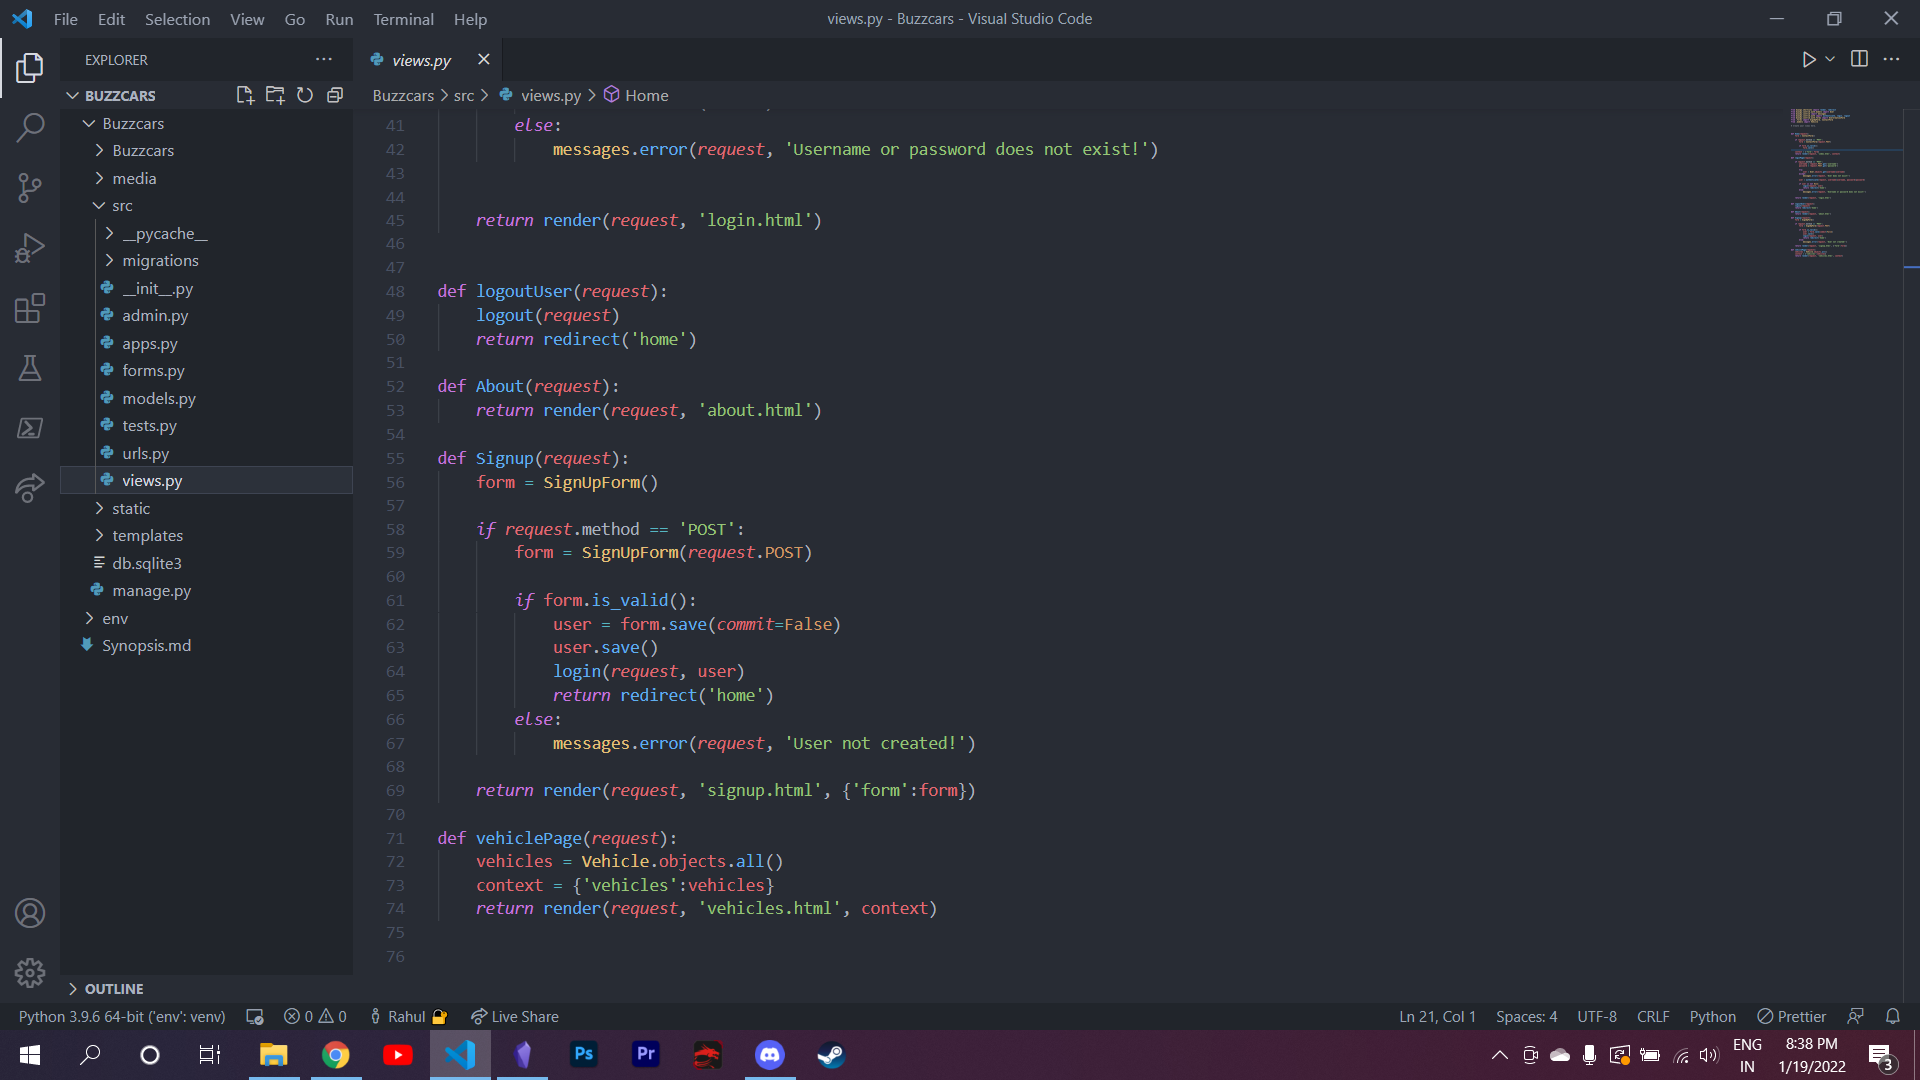 File Edit Selection View Go Run Terminal Help
views.py - Buzzcars - Visual Studio Code
EXPLORER
views.py
BUZZCARS
Buzzcars > src > views.py > Home
Buzzcars
Buzzcars
media
src
__pycache__
migrations
__init__.py
admin.py
apps.py
forms.py
models.py
tests.py
urls.py
views.py
static
templates
db.sqlite3
manage.py
env
Synopsis.md
OUTLINE
41 else:
42 messages.error(request, 'Username or password does not exist!')
43
44
45 return render(request, 'login.html')
46
47
48 def logoutUser(request):
49 logout(request)
50 return redirect('home')
51
52 def About(request):
53 return render(request, 'about.html')
54
55 def Signup(request):
56 form = SignUpForm()
57
58 if request.method == 'POST':
59 form = SignUpForm(request.POST)
60
61 if form.is_valid():
62 user = form.save(commit=False)
63 user.save()
64 login(request, user)
65 return redirect('home')
66 else:
67 messages.error(request, 'User not created!')
68
69 return render(request, 'signup.html', {'form':form})
70
71 def vehiclePage(request):
72 vehicles = Vehicle.objects.all()
73 context = {'vehicles':vehicles}
74 return render(request, 'vehicles.html', context)
75
76
Python 3.9.6 64-bit ('env': venv) 0 0 Rahul Live Share
Ln 21, Col 1 Spaces: 4 UTF-8 CRLF Python Prettier
Ps Pr
ENG
IN
8:38 PM
1/19/2022
3